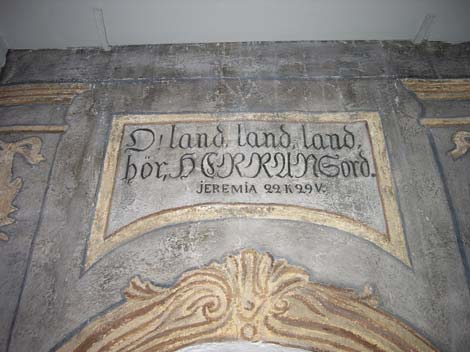 O! land, land, land,
hör, HERRANS ord.
JEREMIA 22 K 29 V.